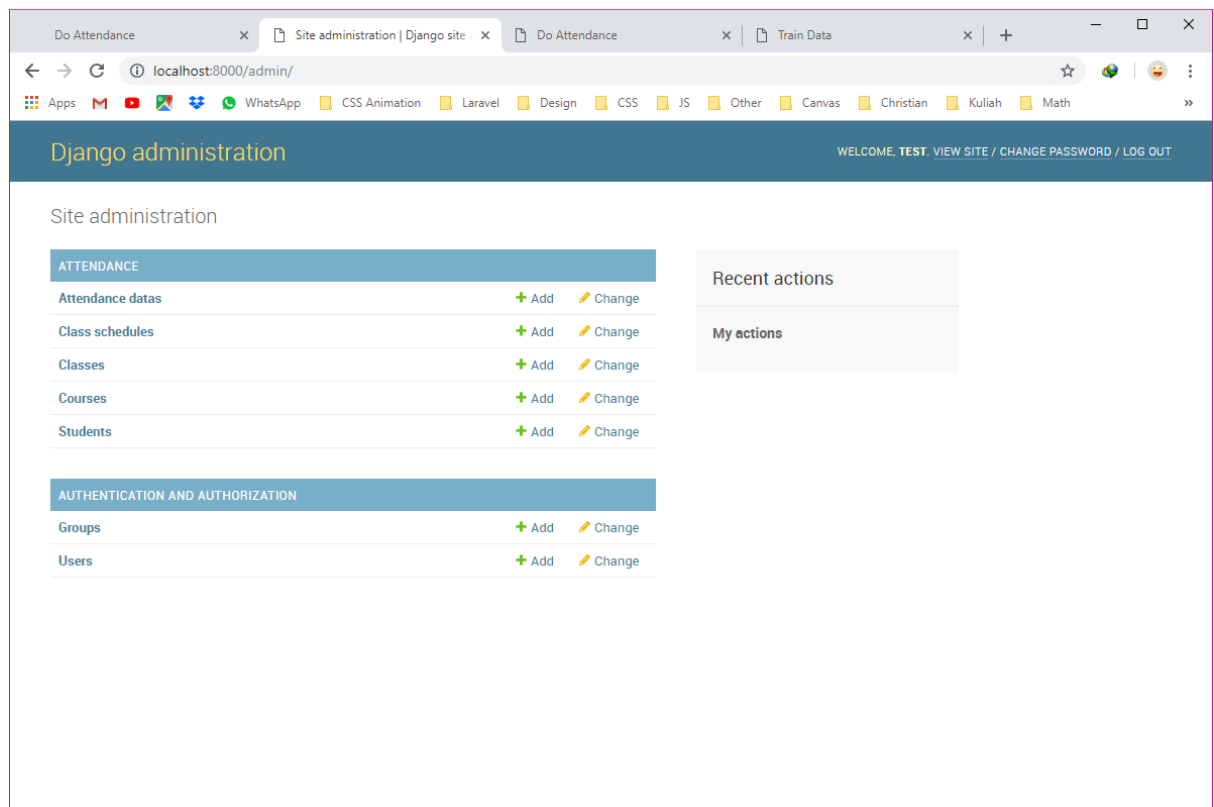 Do Attendance
Site administration | Django site
Do Attendance
Train Data
localhost:8000/admin/
Apps
WhatsApp
CSS Animation
Laravel
Design
CSS
JS
Other
Canvas
Christian
Kuliah
Math
»
Django administration
WELCOME, TEST. VIEW SITE / CHANGE PASSWORD / LOG OUT
Site administration
ATTENDANCE
Attendance datas Add Change
Class schedules Add Change
Classes Add Change
Courses Add Change
Students Add Change
AUTHENTICATION AND AUTHORIZATION
Groups Add Change
Users Add Change
Recent actions
My actions